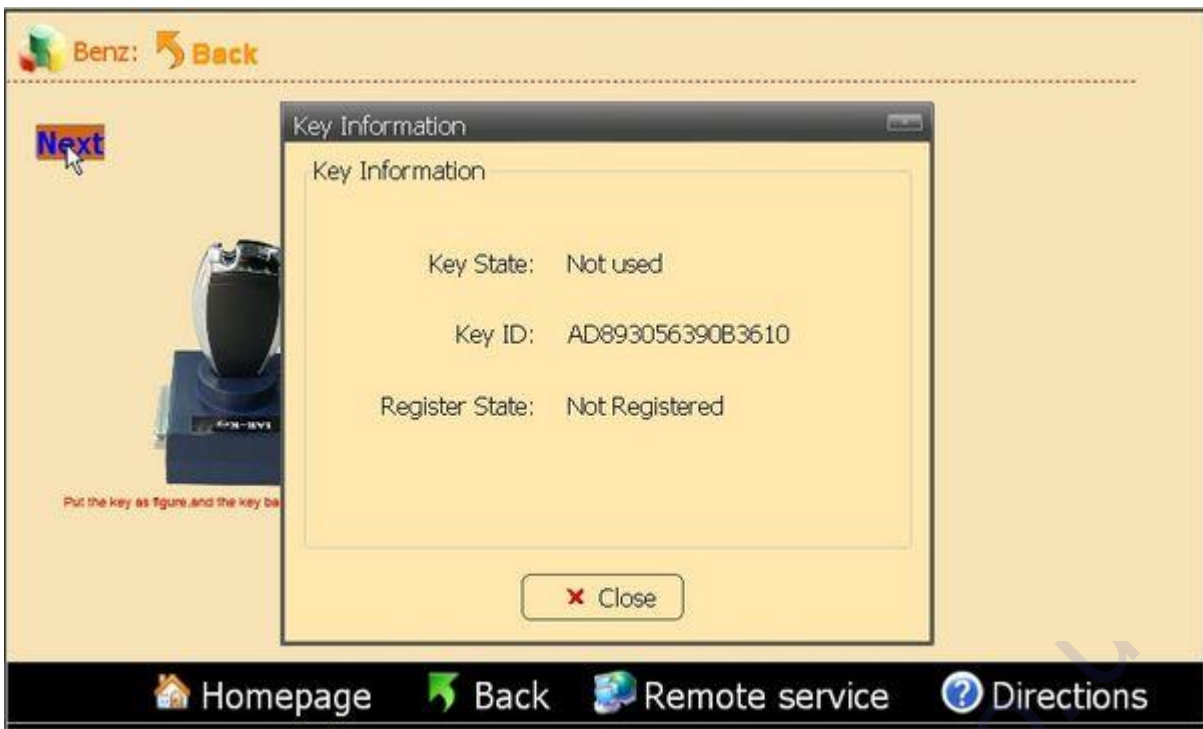 Benz: Back
Next
Key Information
Key Information
Key State: Not used
Key ID: AD893056390B3610
Register State: Not Registered
Put the key as figure,and the key ba
Close
Homepage Back Remote service Directions